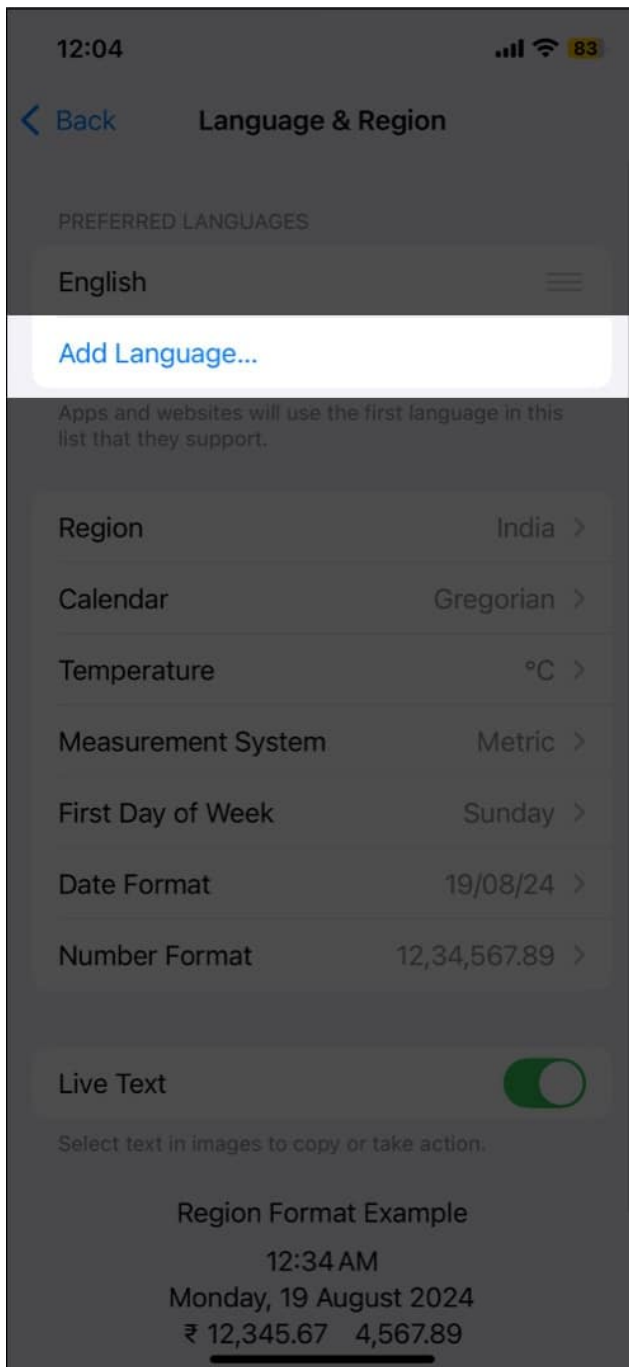 12:04 83
Back Language & Region
PREFERRED LANGUAGES
English
Add Language...
Apps and websites will use the first language in this
list that they support.
Region India
Calendar Gregorian
Temperature °C
Measurement System Metric
First Day of Week Sunday
Date Format 19/08/24
Number Format 12,34,567.89
Live Text
Select text in images to copy or take action.
Region Format Example
12:34 AM
Monday, 19 August 2024
₹ 12,345.67 4,567.89